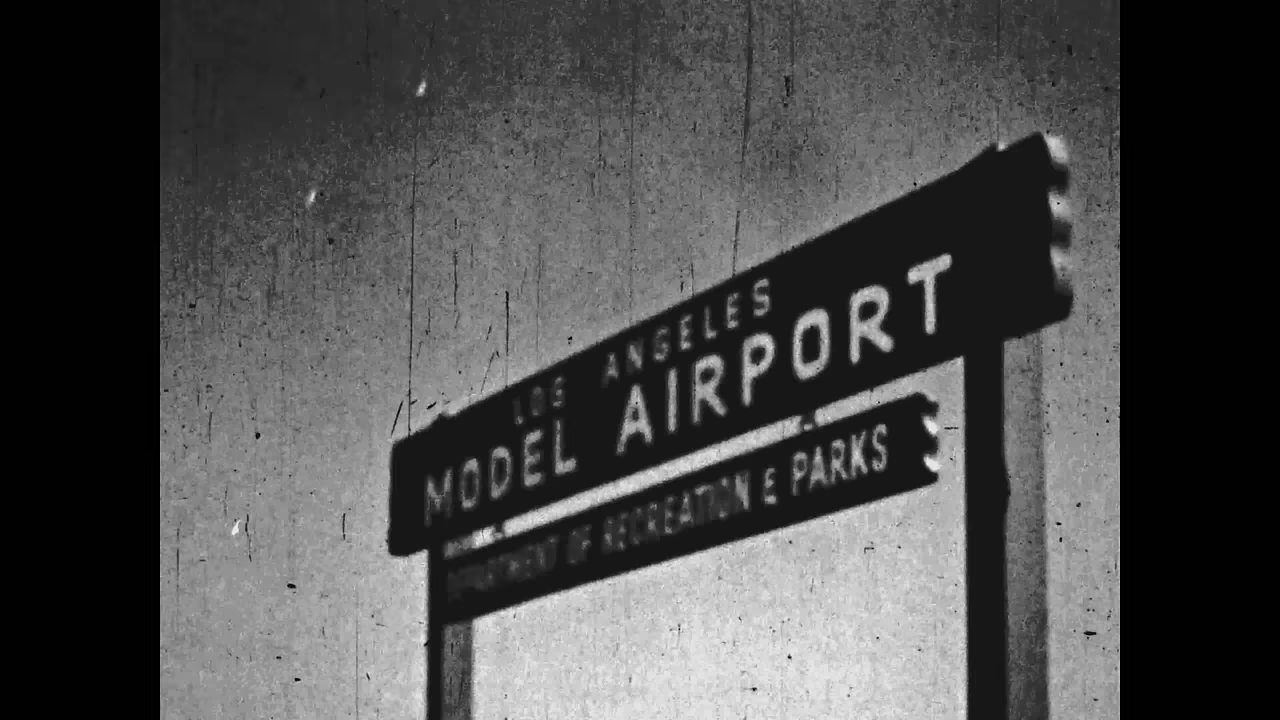 LOS ANGELES
MODEL AIRPORT
DEPARTMENT OF RECREATION & PARKS